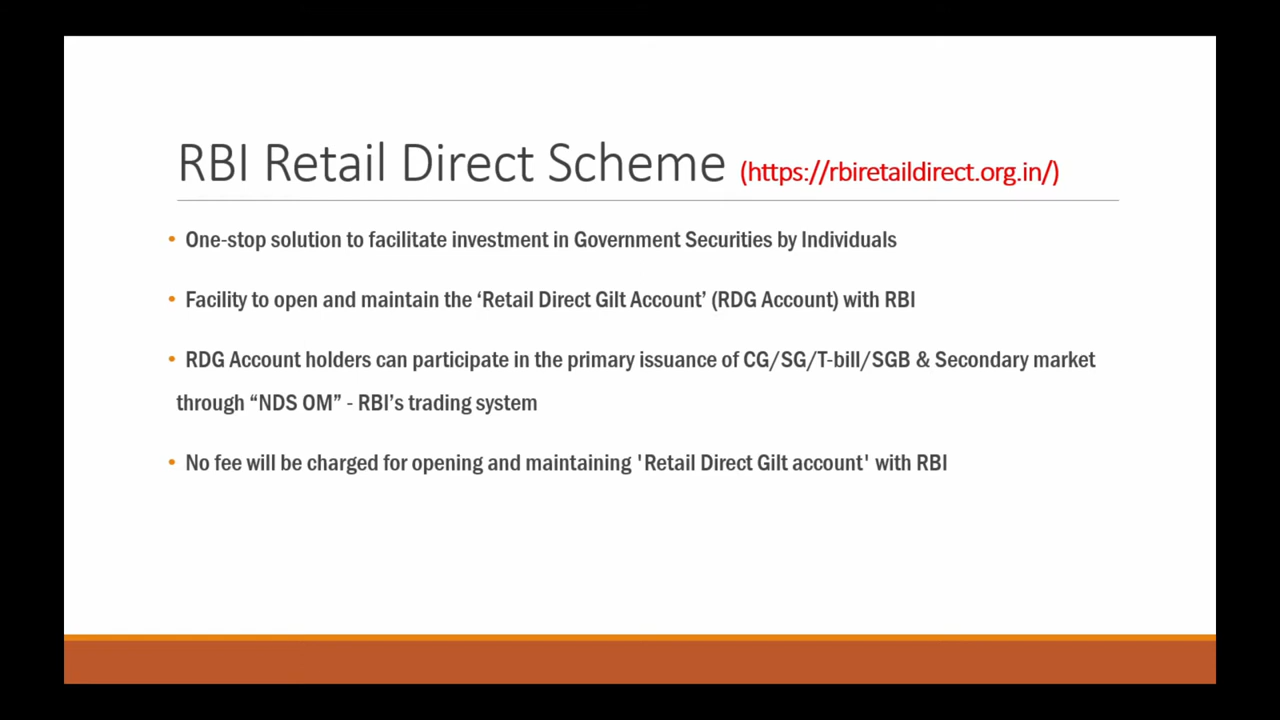 RBI Retail Direct Scheme (https://rbiretaildirect.org.in/)
• One-stop solution to facilitate investment in Government Securities by Individuals
• Facility to open and maintain the ‘Retail Direct Gilt Account’ (RDG Account) with RBI
• RDG Account holders can participate in the primary issuance of CG/SG/T-bill/SGB & Secondary market
through “NDS OM” - RBI’s trading system
• No fee will be charged for opening and maintaining 'Retail Direct Gilt account' with RBI